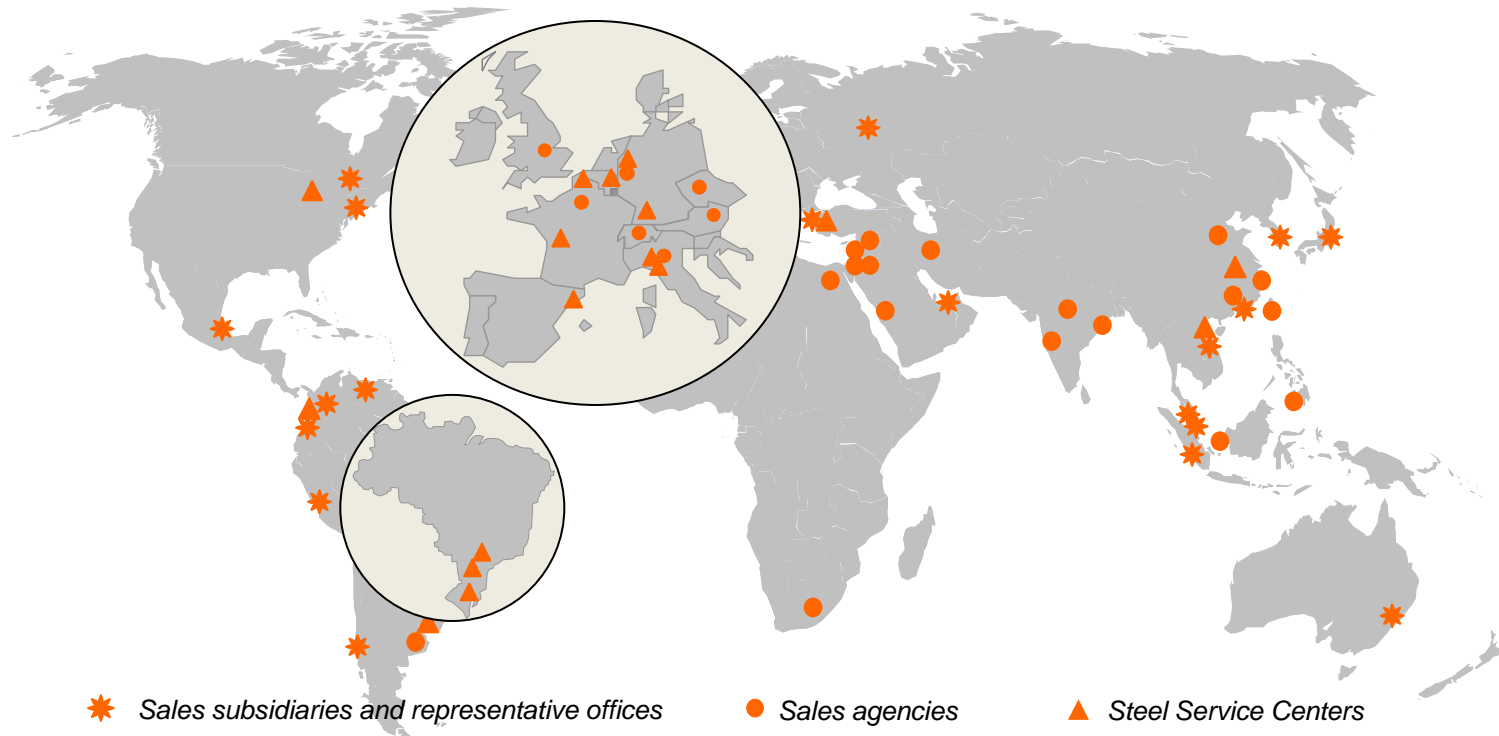 Sales subsidiaries and representative offices
Sales agencies
Steel Service Centers